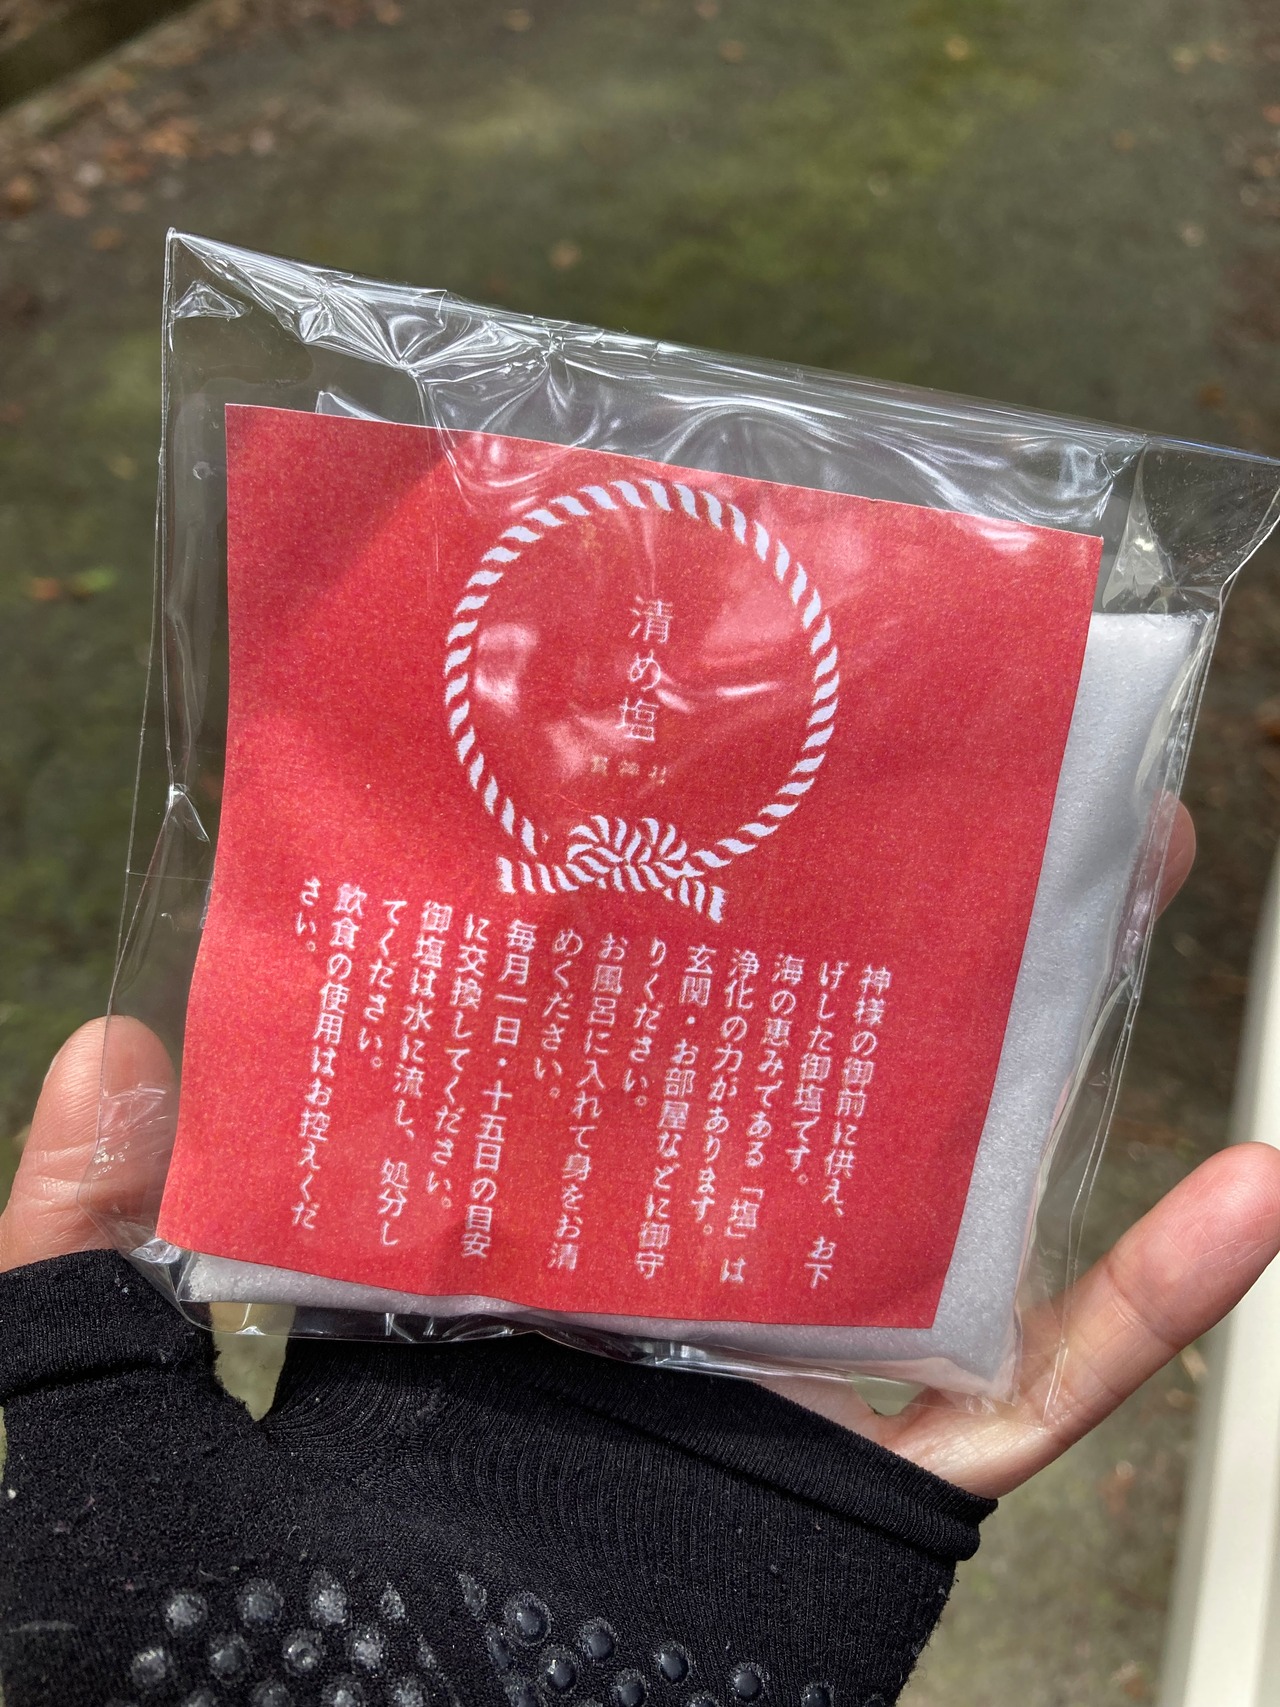 清め塩
神様の御前に供え、お下
げした御塩です。
海の恵みである「塩」は
浄化の力があります。
玄関・お部屋などに御守
りください。
お風呂に入れて身をお清
めください。
毎月一日・十五日の目安
に交換してください。
御塩は水に流し、処分し
てください。
飲食の使用はお控えくだ
さい。